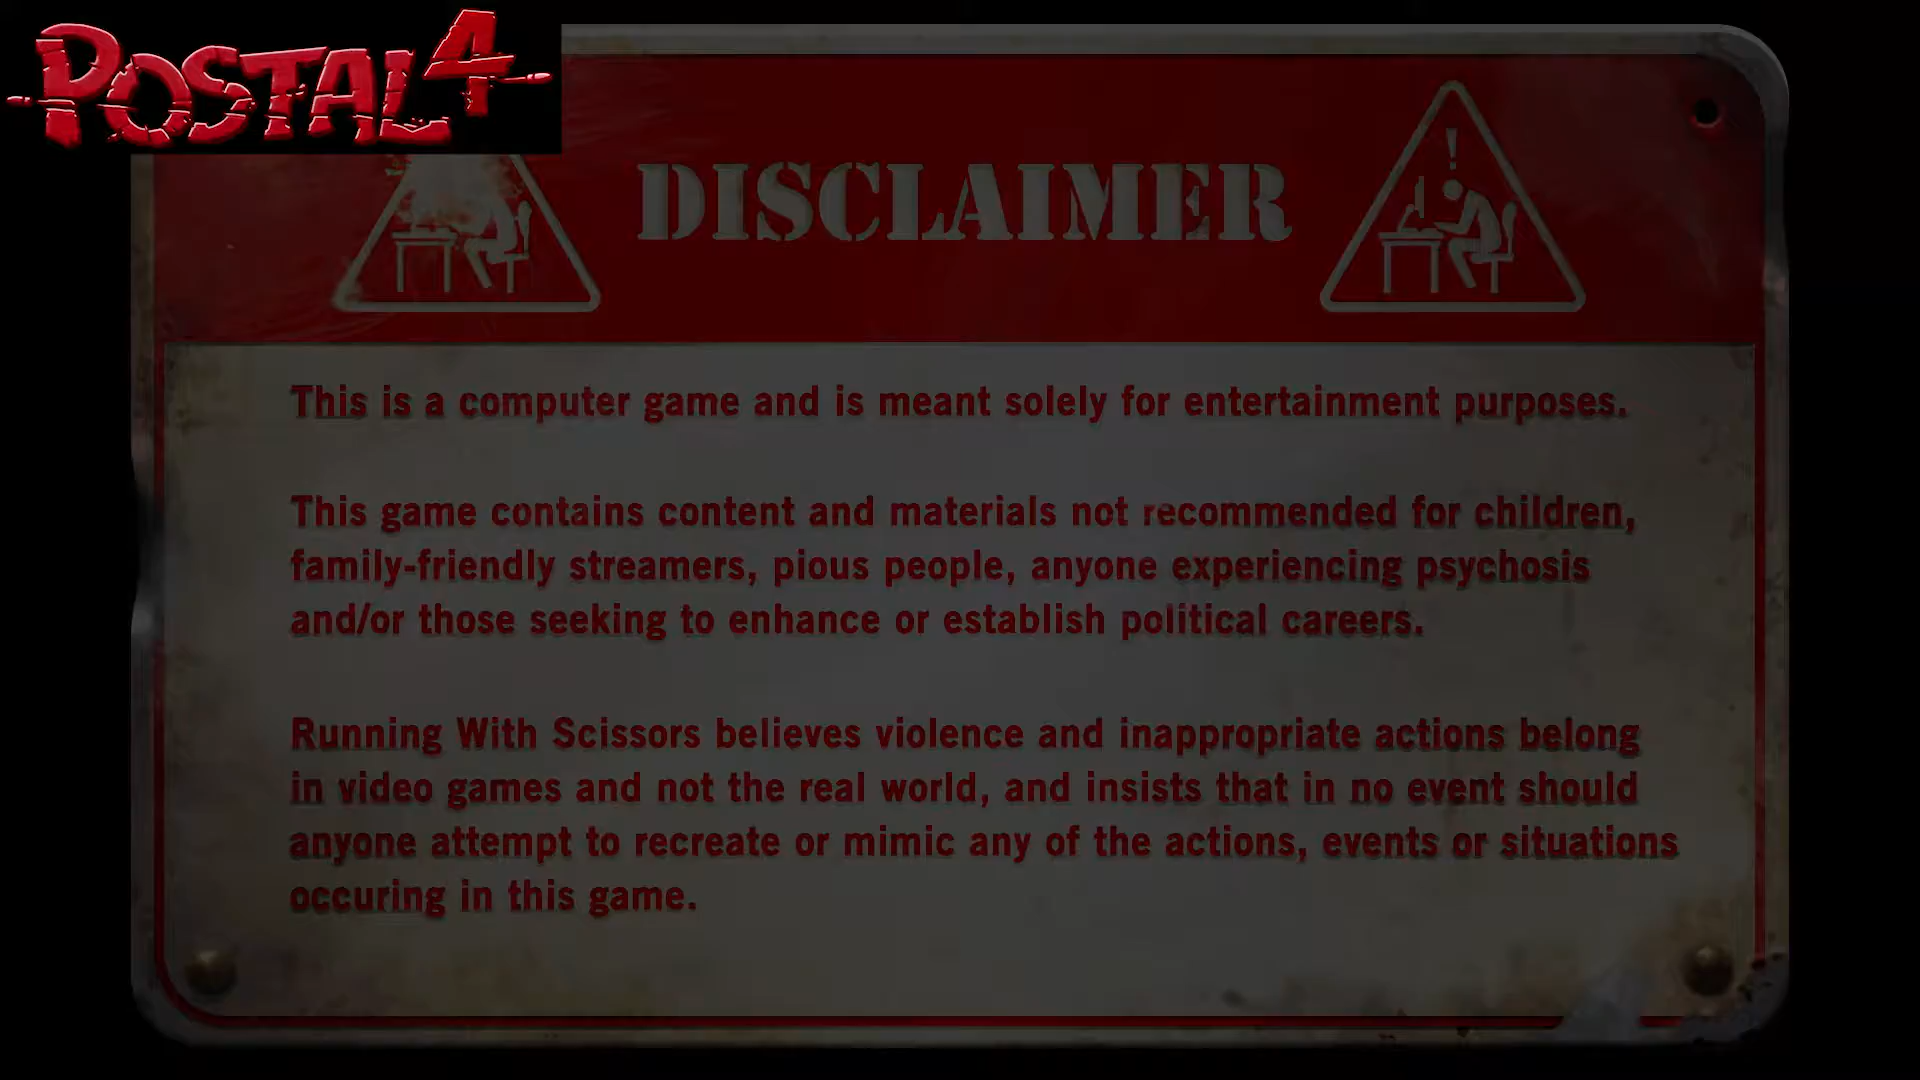 POSTAL 4
DISCLAIMER
!
This is a computer game and is meant solely for entertainment purposes.
This game contains content and materials not recommended for children,
family-friendly streamers, pious people, anyone experiencing psychosis
and/or those seeking to enhance or establish political careers.
Running With Scissors believes violence and inappropriate actions belong
in video games and not the real world, and insists that in no event should
anyone attempt to recreate or mimic any of the actions, events or situations
occuring in this game.